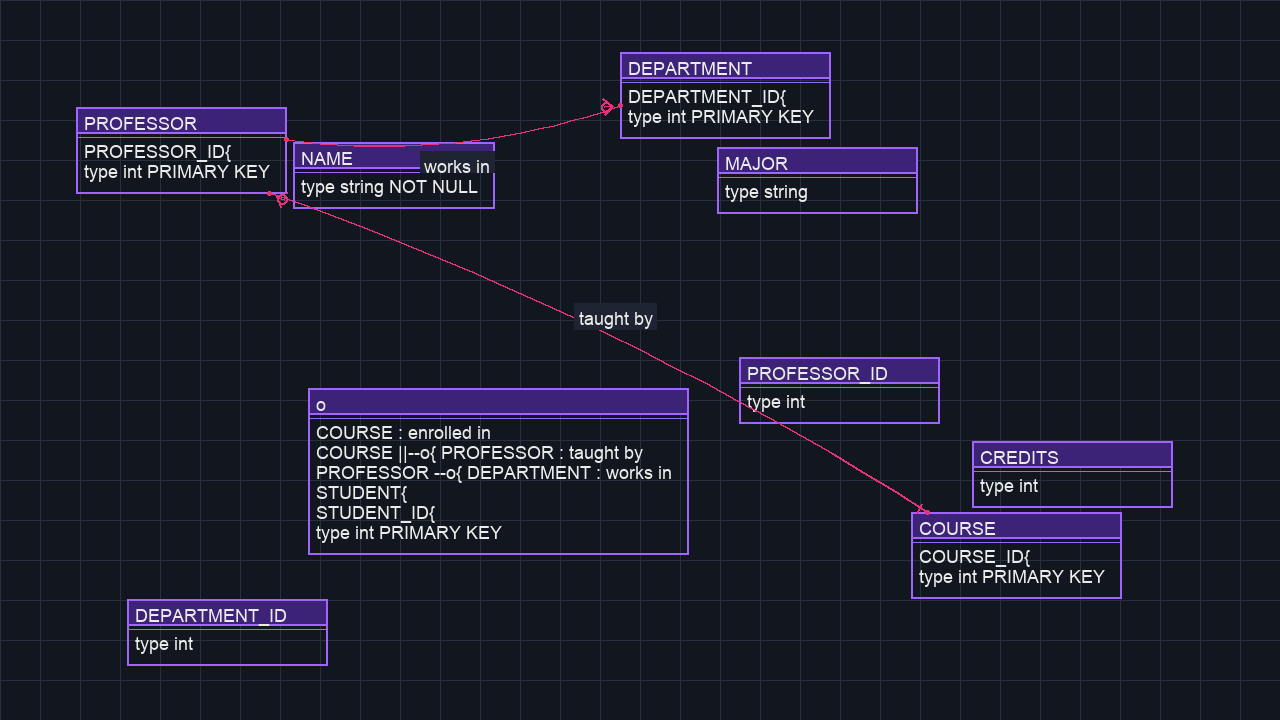 DEPARTMENT
DEPARTMENT_ID{
type int PRIMARY KEY
PROFESSOR
PROFESSOR_ID{
type int PRIMARY KEY
NAME
works in
type string NOT NULL
MAJOR
type string
taught by
PROFESSOR_ID
type int
o
COURSE : enrolled in
COURSE ||--o{ PROFESSOR : taught by
PROFESSOR --o{ DEPARTMENT : works in
STUDENT{
STUDENT_ID{
type int PRIMARY KEY
CREDITS
type int
COURSE
COURSE_ID{
type int PRIMARY KEY
DEPARTMENT_ID
type int